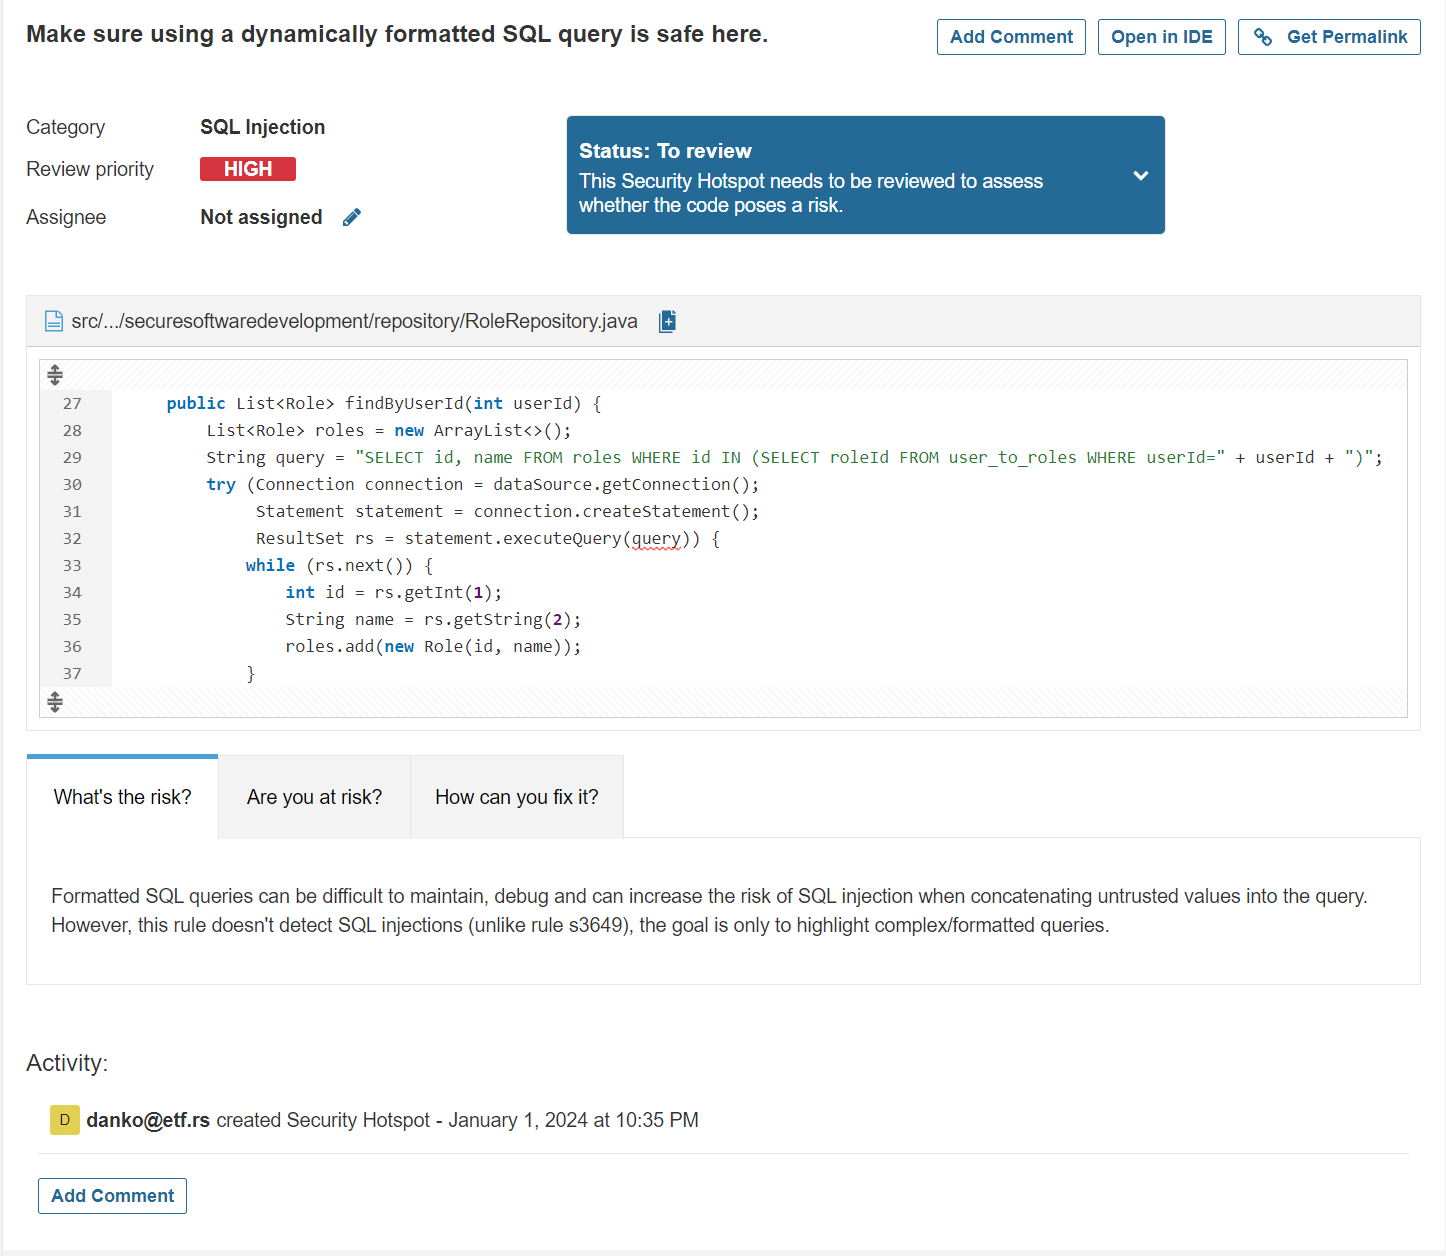 Make sure using a dynamically formatted SQL query is safe here.
Add Comment
Open in IDE
Get Permalink
Category SQL Injection
Review priority HIGH
Assignee Not assigned
Status: To review
This Security Hotspot needs to be reviewed to assess
whether the code poses a risk.
src/.../securesoftwaredevelopment/repository/RoleRepository.java
27 public List<Role> findByUserId(int userId) {
28 List<Role> roles = new ArrayList<>();
29 String query = "SELECT id, name FROM roles WHERE id IN (SELECT roleId FROM user_to_roles WHERE userId=" + userId + ")";
30 try (Connection connection = dataSource.getConnection();
31 Statement statement = connection.createStatement();
32 ResultSet rs = statement.executeQuery(query)) {
33 while (rs.next()) {
34 int id = rs.getInt(1);
35 String name = rs.getString(2);
36 roles.add(new Role(id, name));
37 }
What's the risk?
Are you at risk?
How can you fix it?
Formatted SQL queries can be difficult to maintain, debug and can increase the risk of SQL injection when concatenating untrusted values into the query.
However, this rule doesn't detect SQL injections (unlike rule s3649), the goal is only to highlight complex/formatted queries.
Activity:
D danko@etf.rs created Security Hotspot - January 1, 2024 at 10:35 PM
Add Comment